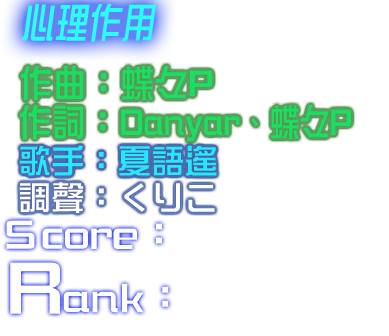 心理作用
作曲：蝶々P
作詞：Danyar、蝶々P
歌手：夏語遙
調聲：くりこ
Score：
Rank：